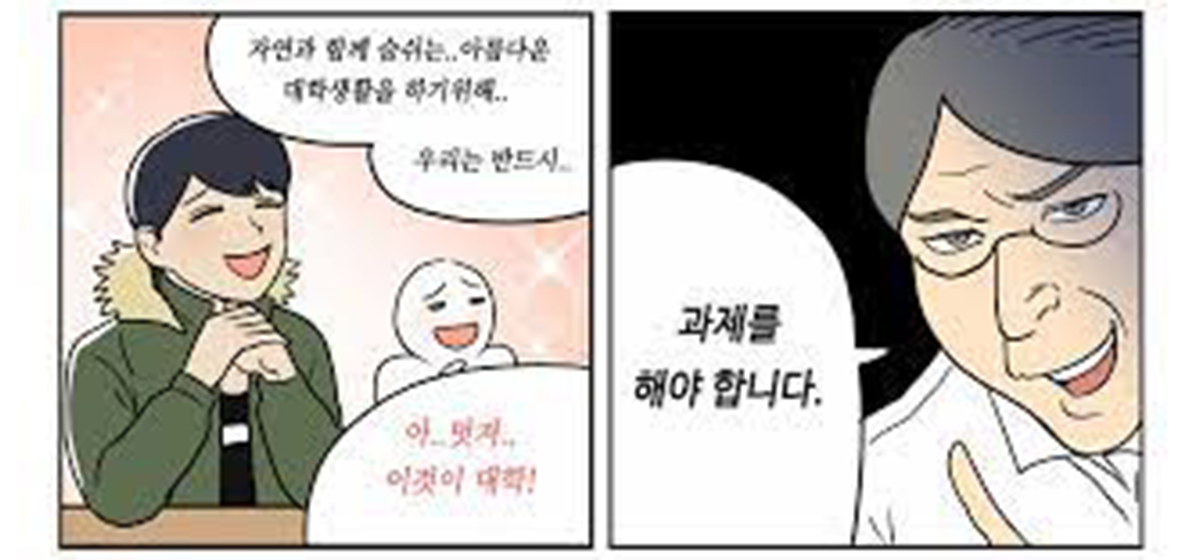 자연과 함께 숨쉬는..아름다운
대학생활을 하기위해..
우리는 반드시..
아..멋져..
이것이 대학!
과제를
해야 합니다.